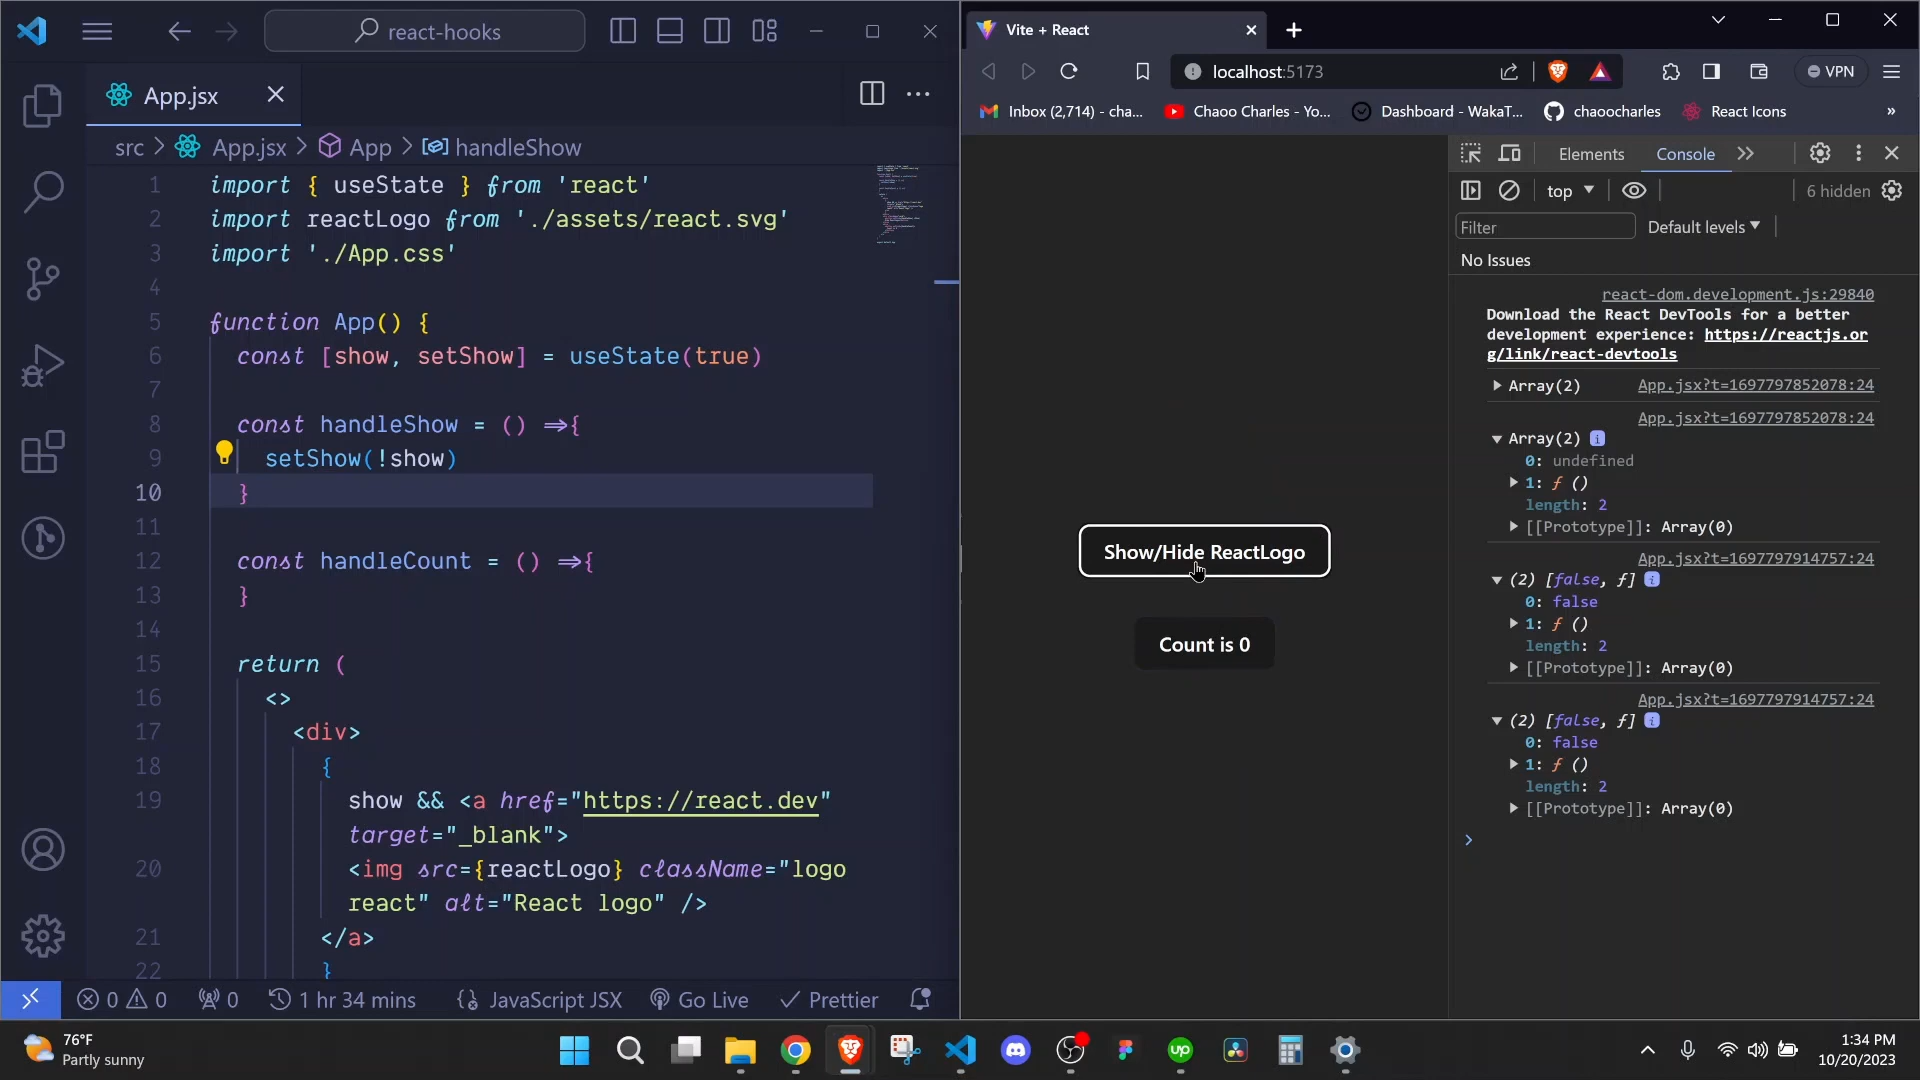 react-hooks
App.jsx
src > App.jsx > App > handleShow
1 import { useState } from 'react'
2 import reactLogo from './assets/react.svg'
3 import './App.css'
4
5 function App() {
6 const [show, setShow] = useState(true)
7
8 const handleShow = () =>{
9 setShow(!show)
10 }
11
12 const handleCount = () =>{
13 }
14
15 return (
16 <>
17 <div>
18 {
19 show && <a href="https://react.dev"
target="_blank">
20 <img src={reactLogo} className="logo
react" alt="React logo" />
21 </a>
22 }
0 0 0 1 hr 34 mins JavaScript JSX Go Live Prettier
Vite + React
localhost:5173 VPN
Inbox (2,714) - cha... Chaoo Charles - Yo... Dashboard - WakaT... chaoocharles React Icons »
Elements Console
top 6 hidden
Filter Default levels
No Issues
react-dom.development.js:29840
Download the React DevTools for a better
development experience: https://reactjs.or
g/link/react-devtools
Array(2) App.jsx?t=1697797852078:24
App.jsx?t=1697797852078:24
Array(2) i
0: undefined
1: ƒ ()
length: 2
[[Prototype]]: Array(0)
App.jsx?t=1697797914757:24
(2) [false, ƒ] i
0: false
1: ƒ ()
length: 2
[[Prototype]]: Array(0)
App.jsx?t=1697797914757:24
(2) [false, ƒ] i
0: false
1: ƒ ()
length: 2
[[Prototype]]: Array(0)
Show/Hide ReactLogo
Count is 0
76°F
Partly sunny
up
1:34 PM
10/20/2023